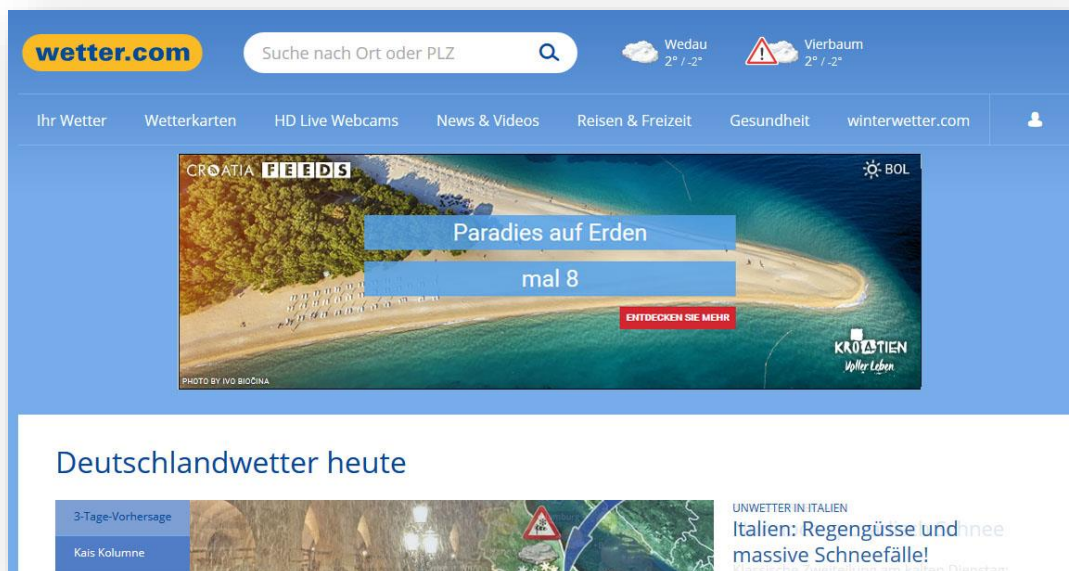 wetter.com
Suche nach Ort oder PLZ
Wedau
2° / -2°
Vierbaum
2° / -2°
Ihr Wetter
Wetterkarten
HD Live Webcams
News & Videos
Reisen & Freizeit
Gesundheit
winterwetter.com
CROATIA FEEDS
BOL
Paradies auf Erden
mal 8
ENTDECKEN SIE MEHR
KROATIEN
Voller Leben
PHOTO BY IVO BIOČINA
Deutschlandwetter heute
3-Tage-Vorhersage
Kais Kolumne
UNWETTER IN ITALIEN
Italien: Regengüsse und
massive Schneefälle!